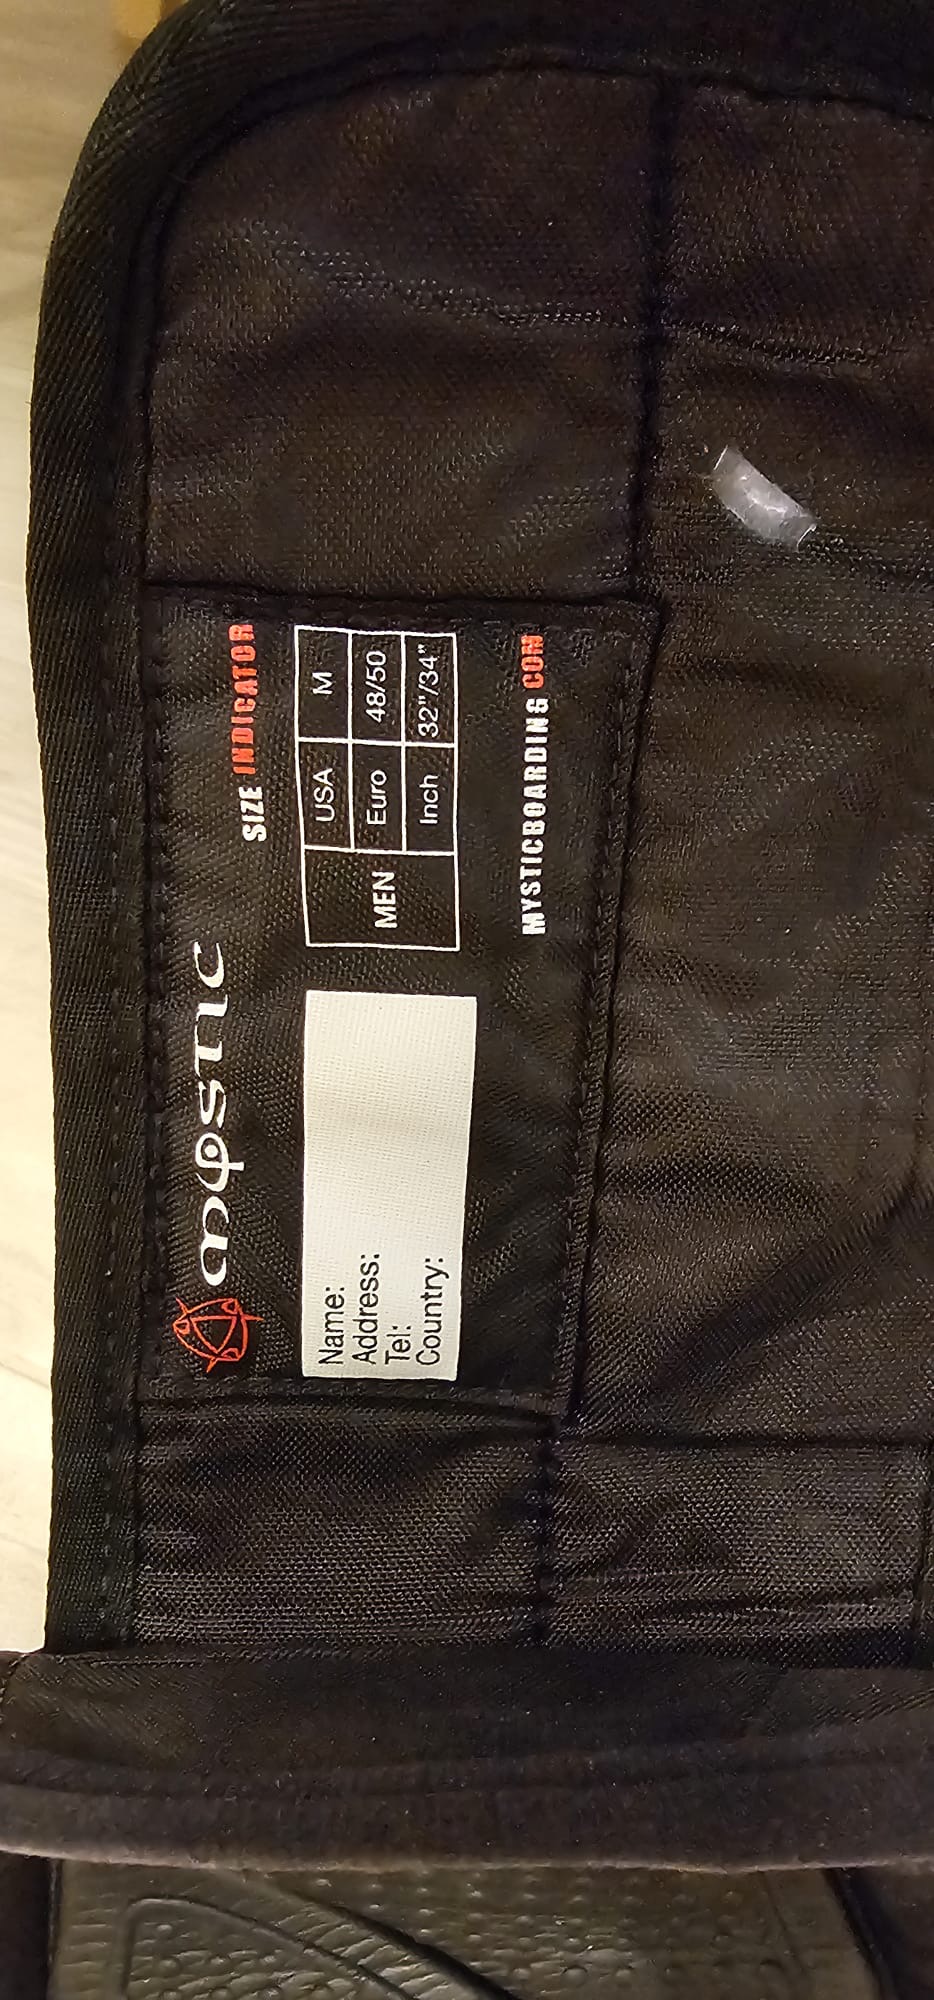 mystic
Name:
Address:
Tel:
Country:
SIZE INDICATOR
MEN
USA M
Euro 48/50
Inch 32"/34"
MYSTICBOARDING COM